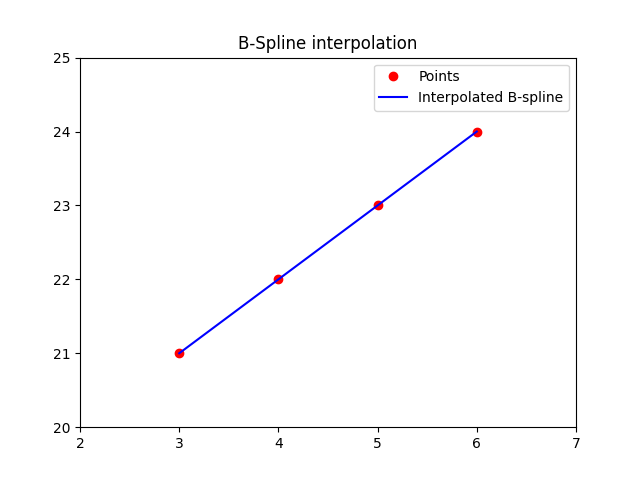 B-Spline interpolation
25
24
23
22
21
20
2 3 4 5 6 7
Points
Interpolated B-spline